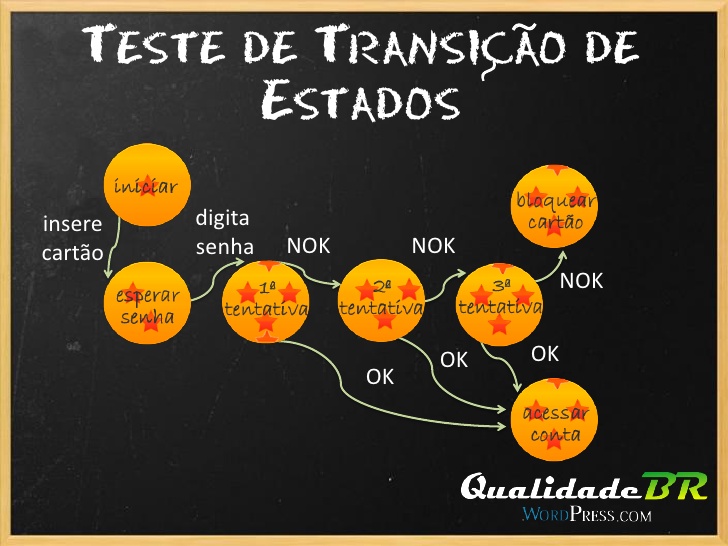 TESTE DE TRANSIÇÃO DE
ESTADOS
iniciar
insere
cartão
esperar
senha
digita
senha
NOK
1ª
tentativa
NOK
2ª
tentativa
3ª
tentativa
NOK
bloquear
cartão
OK
OK
OK
acessar
conta
QualidadeBR
WORDPRESS.COM